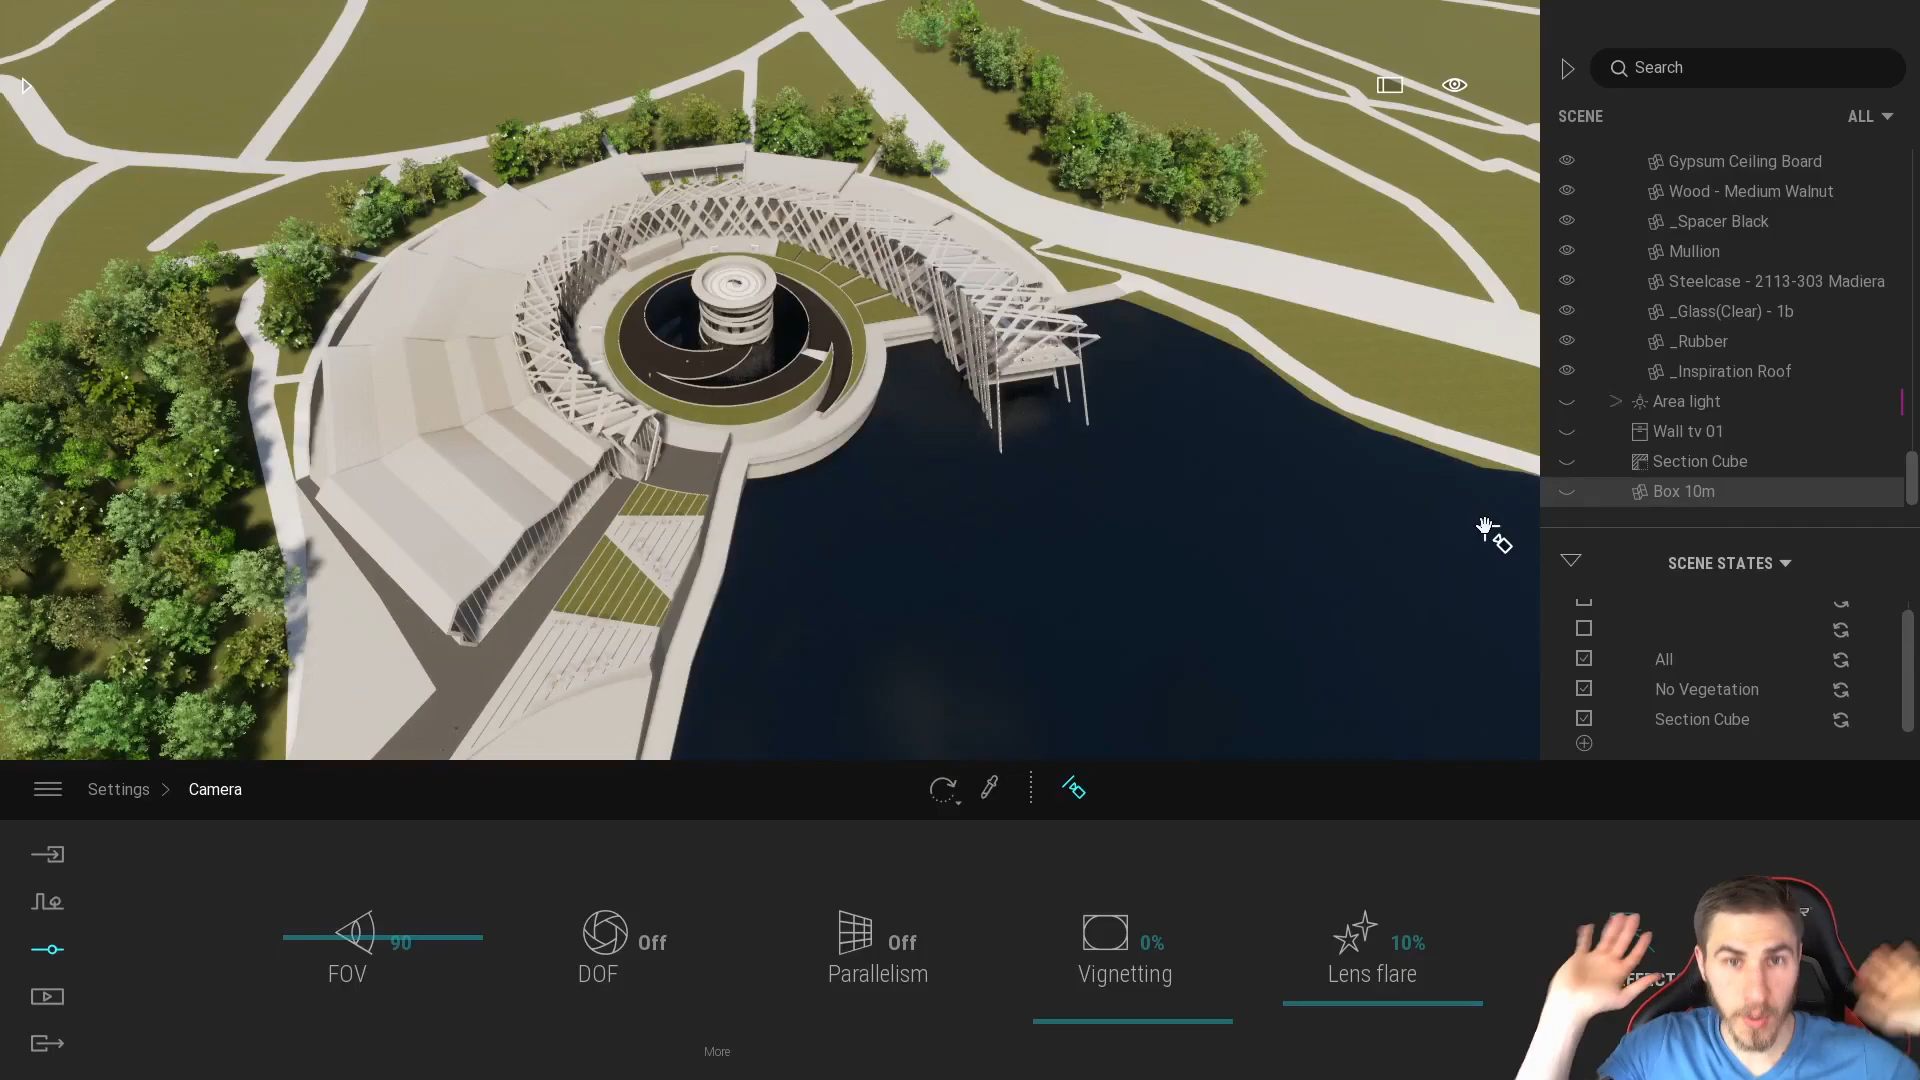 Search
SCENE
ALL
Gypsum Ceiling Board
Wood - Medium Walnut
_Spacer Black
Mullion
Steelcase - 2113-303 Madiera
_Glass(Clear) - 1b
_Rubber
_Inspiration Roof
> Area light
Wall tv 01
Section Cube
Box 10m
SCENE STATES
All
No Vegetation
Section Cube
Settings > Camera
90
Off
Off
0%
10%
FOV
DOF
Parallelism
Vignetting
Lens flare
More